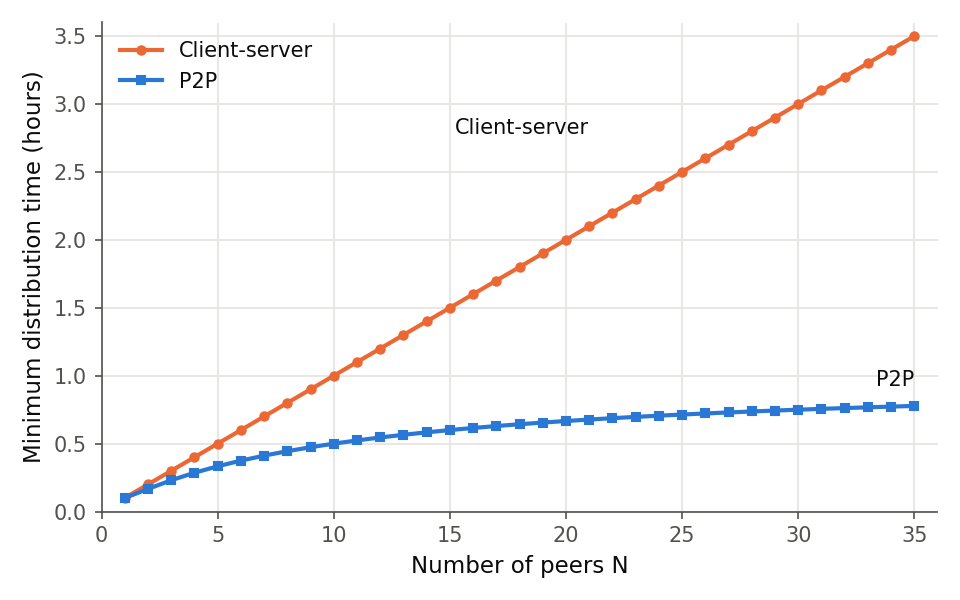 Minimum distribution time (hours)
3.5
3.0
2.5
2.0
1.5
1.0
0.5
0.0
Client-server
P2P
Client-server
P2P
0 5 10 15 20 25 30 35
Number of peers N